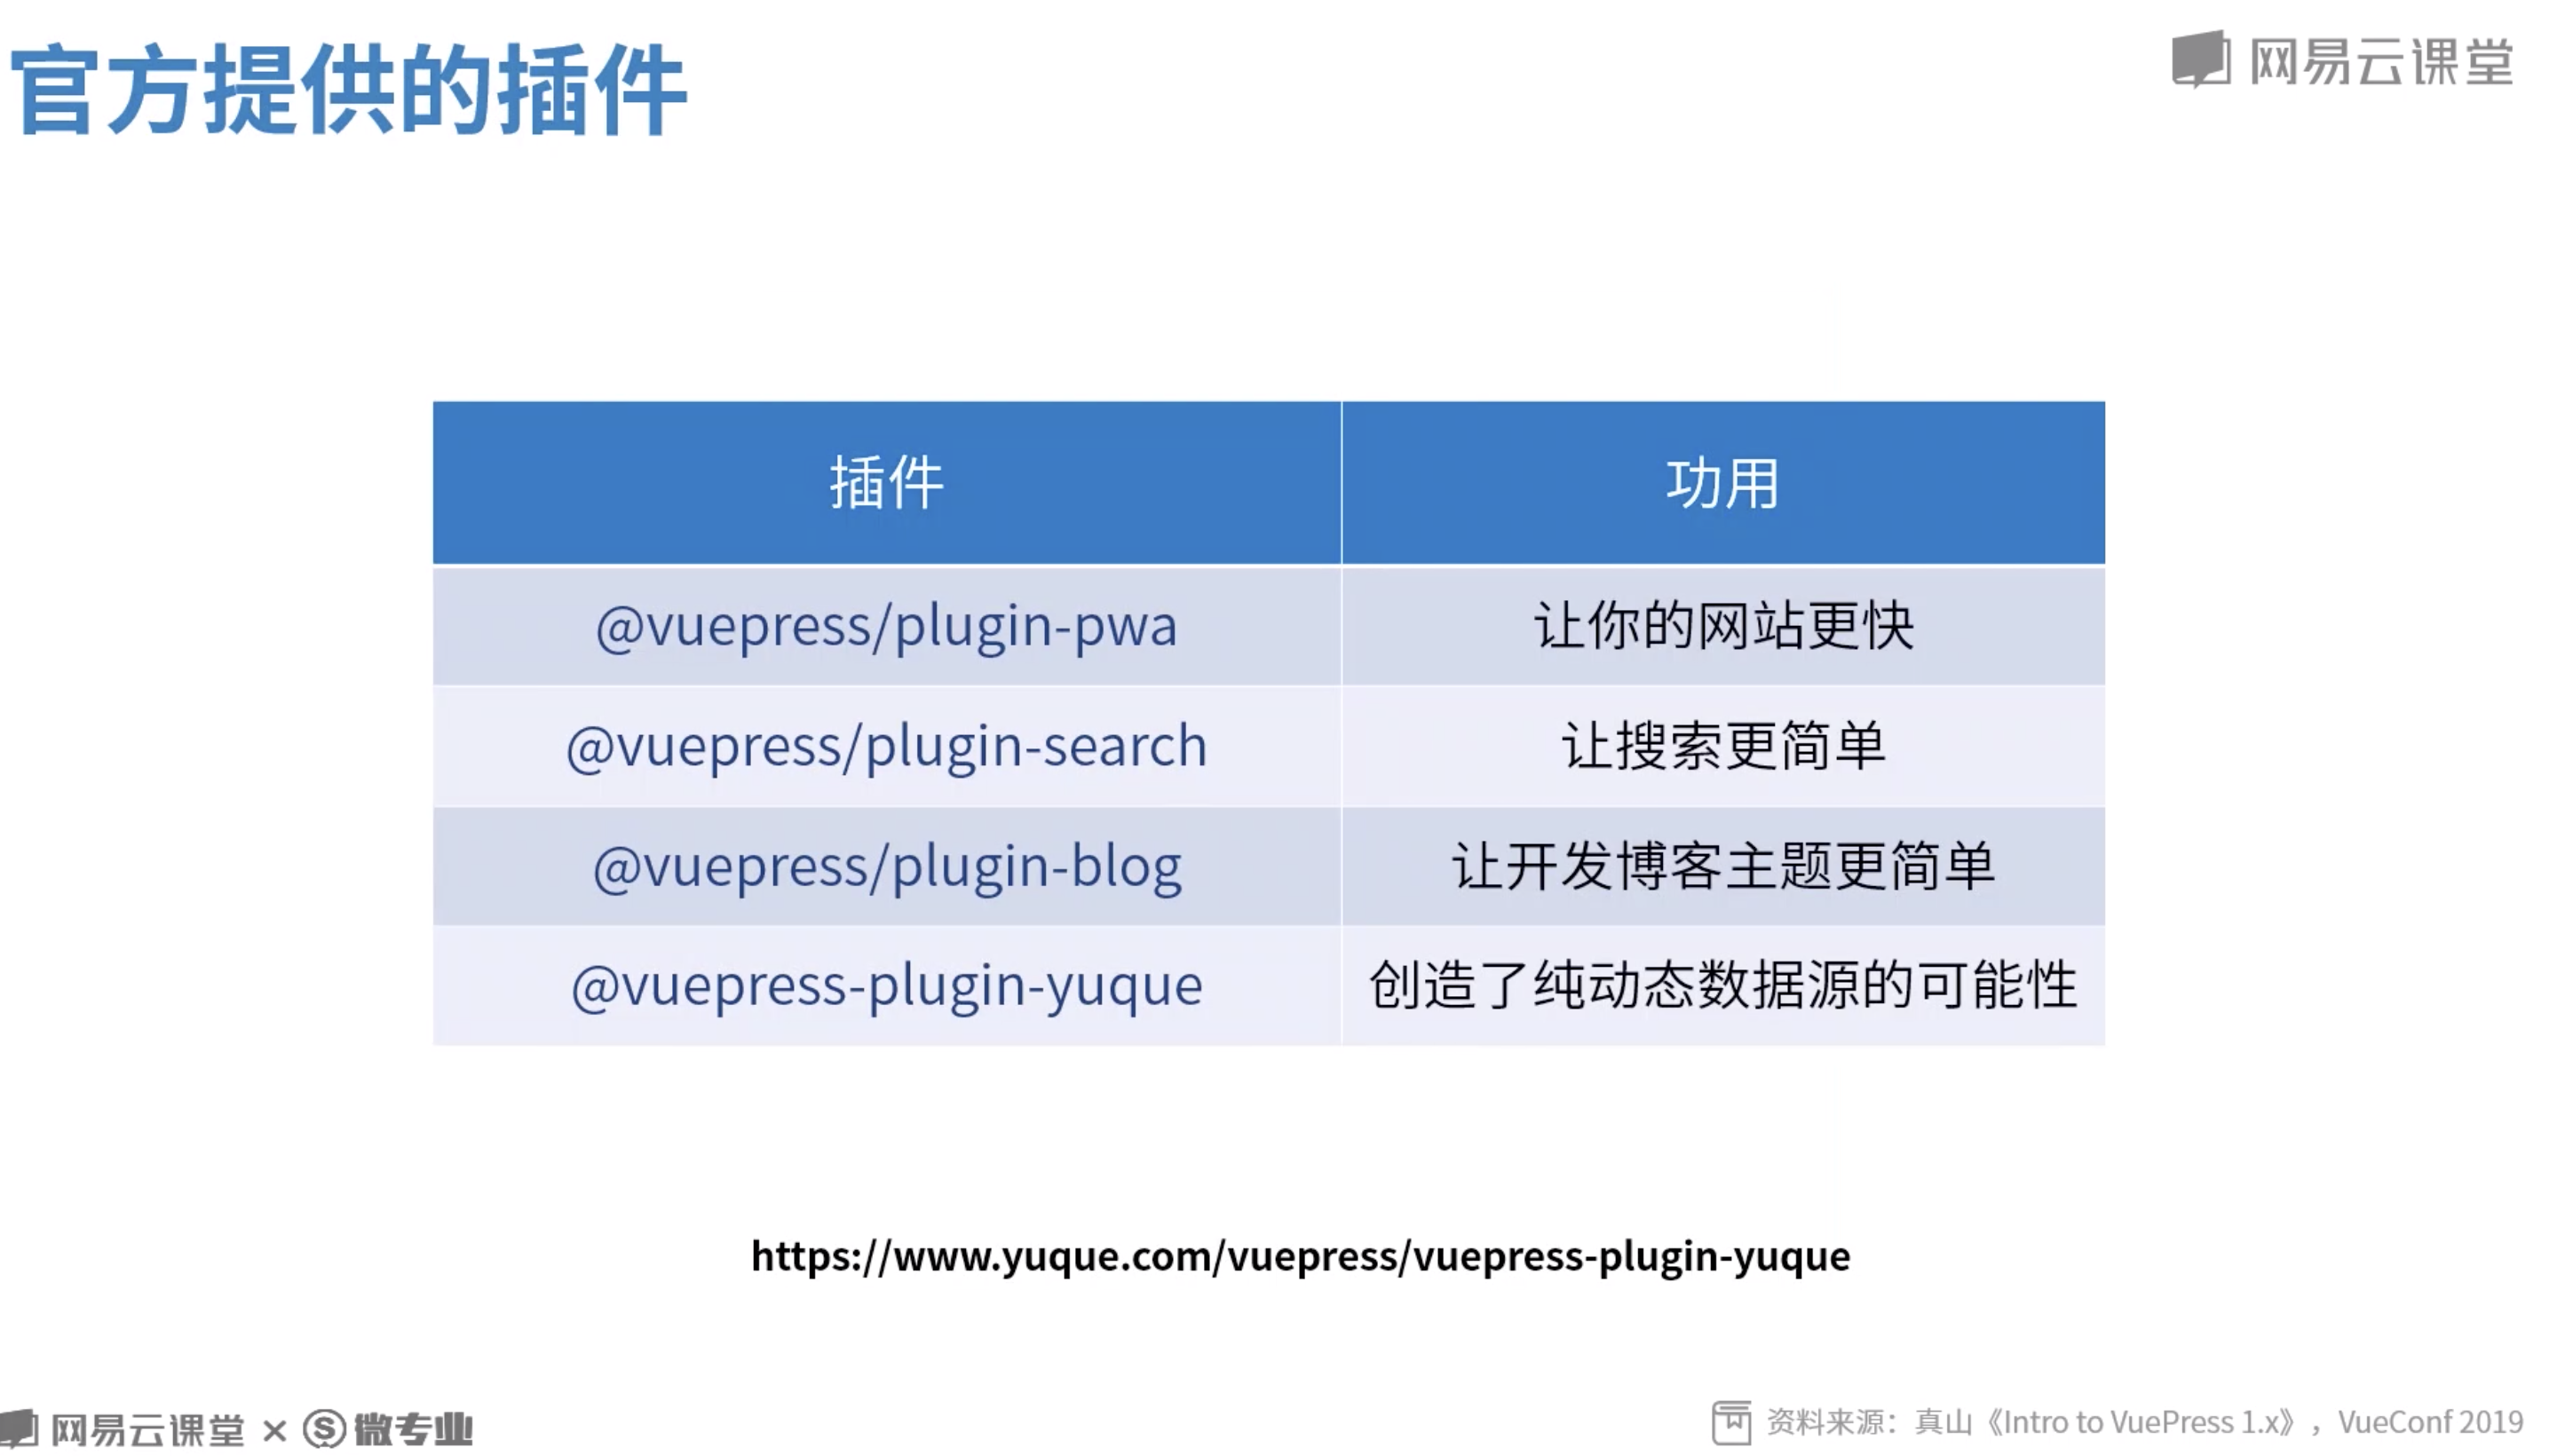 官方提供的插件
网易云课堂
插件 功用
@vuepress/plugin-pwa 让你的网站更快
@vuepress/plugin-search 让搜索更简单
@vuepress/plugin-blog 让开发博客主题更简单
@vuepress-plugin-yuque 创造了纯动态数据源的可能性
https://www.yuque.com/vuepress/vuepress-plugin-yuque
网易云课堂 × S 微专业
资料来源：真山《Intro to VuePress 1.x》，VueConf 2019